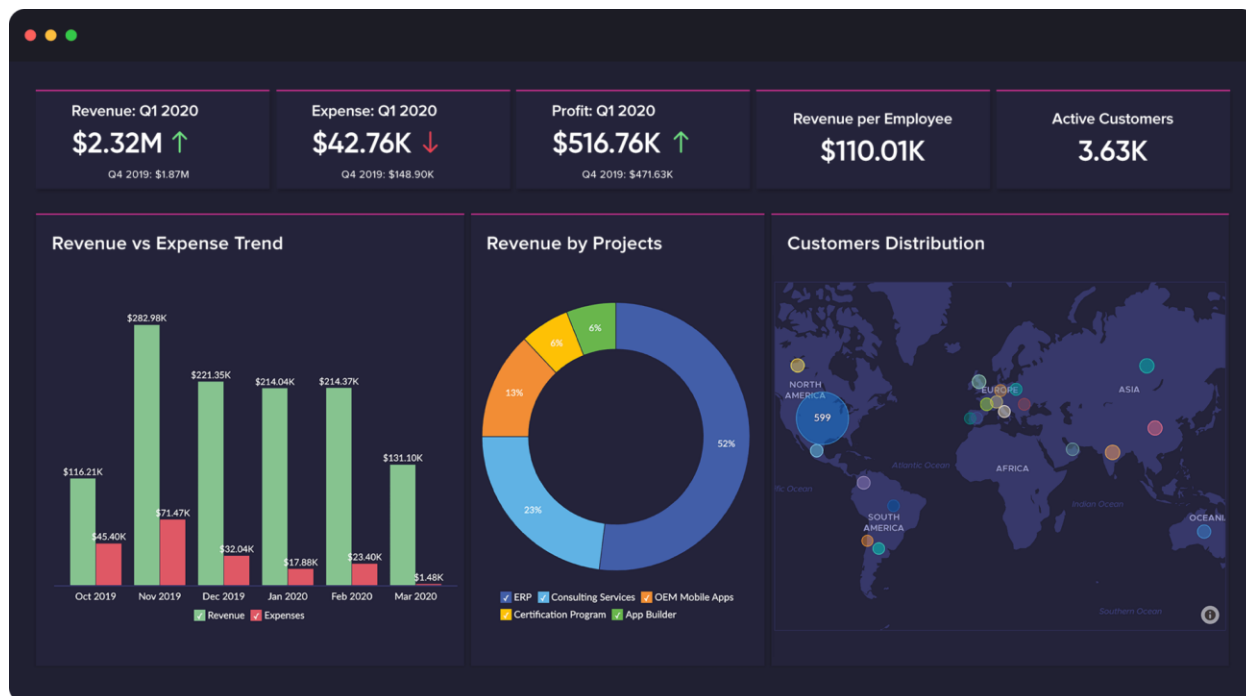 Revenue: Q1 2020
$2.32M ↑
Q4 2019: $1.87M
Expense: Q1 2020
$42.76K ↓
Q4 2019: $148.90K
Profit: Q1 2020
$516.76K ↑
Q4 2019: $471.63K
Revenue per Employee
$110.01K
Active Customers
3.63K
Revenue vs Expense Trend
$282.98K
$221.35K
$214.04K
$214.37K
$116.21K
$131.10K
$71.47K
$45.40K
$32.04K
$17.88K
$23.40K
$1.48K
Oct 2019 Nov 2019 Dec 2019 Jan 2020 Feb 2020 Mar 2020
Revenue Expenses
Revenue by Projects
6%
6%
13%
52%
23%
ERP Consulting Services OEM Mobile Apps
Certification Program App Builder
Customers Distribution
NORTH
AMERICA
EUROPE
ASIA
599
Atlantic Ocean
AFRICA
fic Ocean
Indian Ocean
SOUTH
AMERICA
OCEANI
Southern Ocean